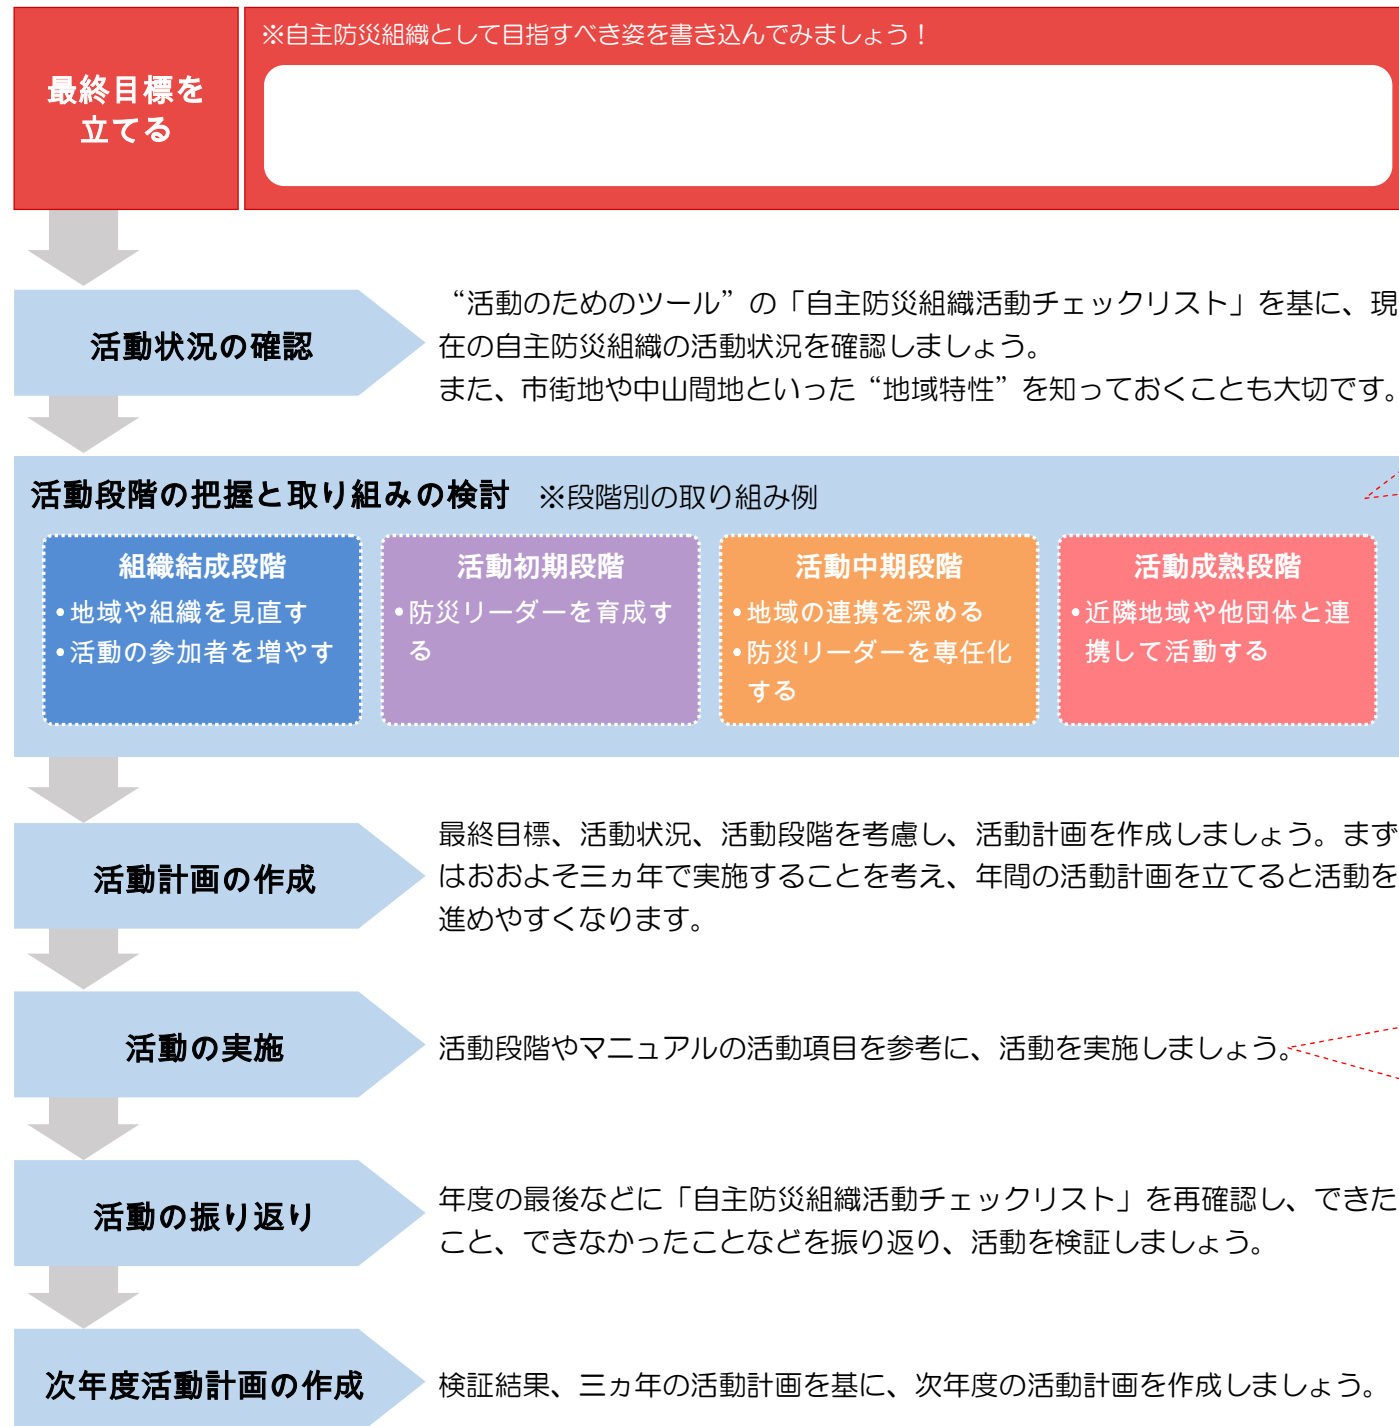 ※自主防災組織として目指すべき姿を書き込んでみましょう！
最終目標を
立てる
活動状況の確認
“活動のためのツール”の「自主防災組織活動チェックリスト」を基に、現
在の自主防災組織の活動状況を確認しましょう。
また、市街地や中山間地といった“地域特性”を知っておくことも大切です。
活動段階の把握と取り組みの検討　※段階別の取り組み例
組織結成段階
•地域や組織を見直す
•活動の参加者を増やす
活動初期段階
•防災リーダーを育成す
る
活動中期段階
•地域の連携を深める
•防災リーダーを専任化
する
活動成熟段階
•近隣地域や他団体と連
携して活動する
活動計画の作成
最終目標、活動状況、活動段階を考慮し、活動計画を作成しましょう。まず
はおおよそ三ヵ年で実施することを考え、年間の活動計画を立てると活動を
進めやすくなります。
活動の実施
活動段階やマニュアルの活動項目を参考に、活動を実施しましょう。
活動の振り返り
年度の最後などに「自主防災組織活動チェックリスト」を再確認し、できた
こと、できなかったことなどを振り返り、活動を検証しましょう。
次年度活動計画の作成
検証結果、三ヵ年の活動計画を基に、次年度の活動計画を作成しましょう。